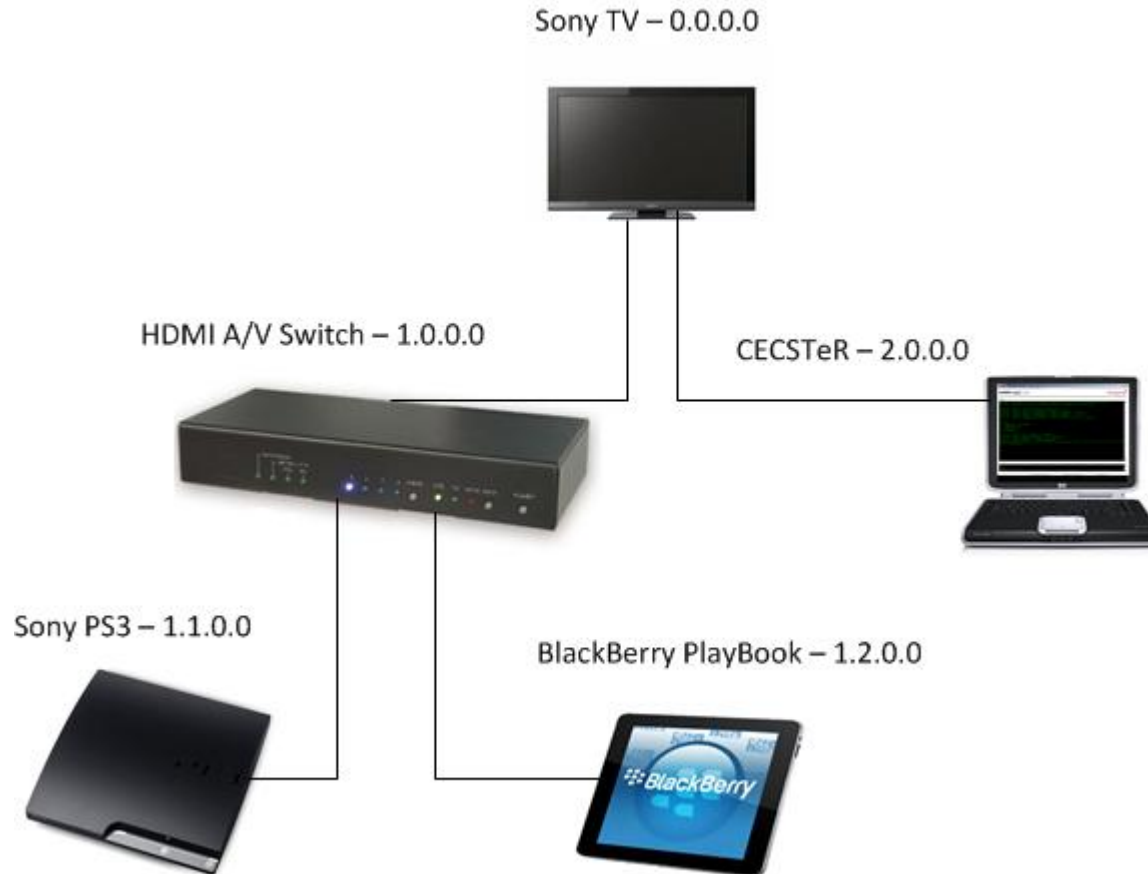 Sony TV – 0.0.0.0
HDMI A/V Switch – 1.0.0.0
CECSTeR – 2.0.0.0
Sony PS3 – 1.1.0.0
BlackBerry PlayBook – 1.2.0.0
BlackBerry